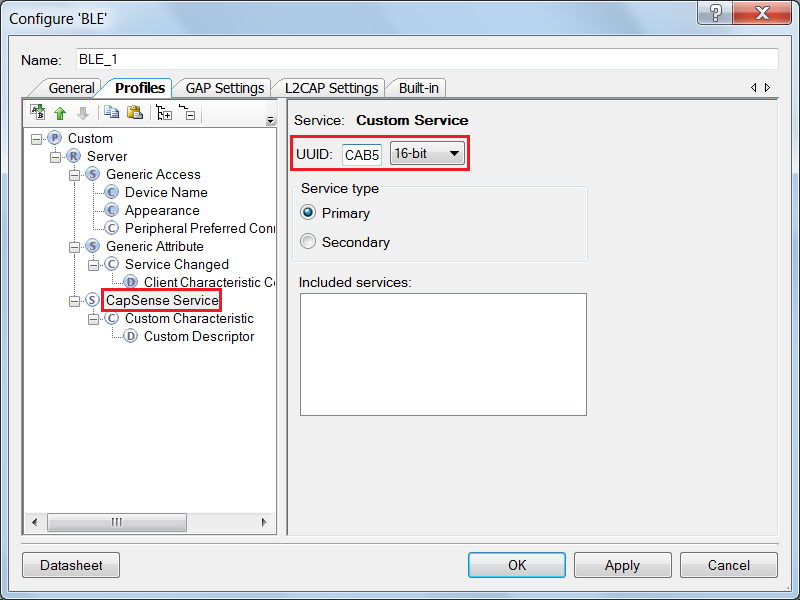 Configure 'BLE'
Name: BLE_1
General Profiles GAP Settings L2CAP Settings Built-in
Custom
Server
Generic Access
Device Name
Appearance
Peripheral Preferred Conn
Generic Attribute
Service Changed
Client Characteristic Co
CapSense Service
Custom Characteristic
Custom Descriptor
Service: Custom Service
UUID: CAB5 16-bit
Service type
Primary
Secondary
Included services:
Datasheet OK Apply Cancel